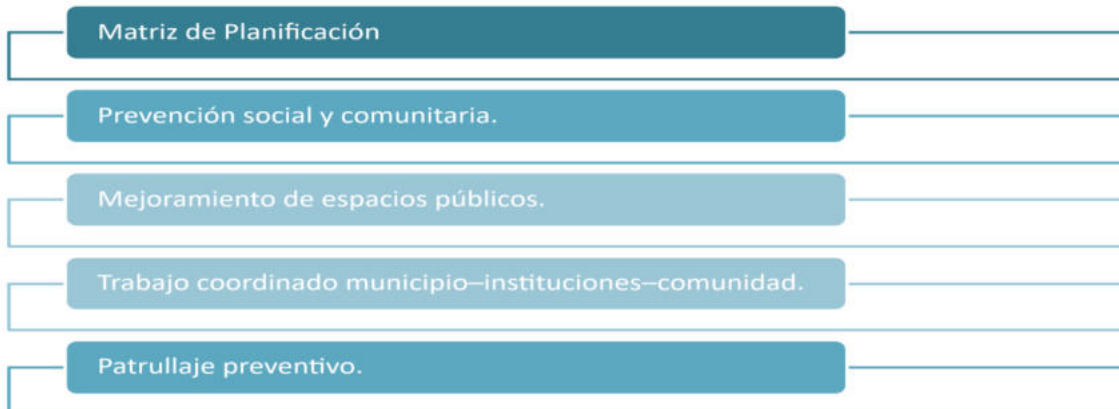 Matriz de Planificación
Prevención social y comunitaria.
Mejoramiento de espacios públicos.
Trabajo coordinado municipio–instituciones–comunidad.
Patrullaje preventivo.